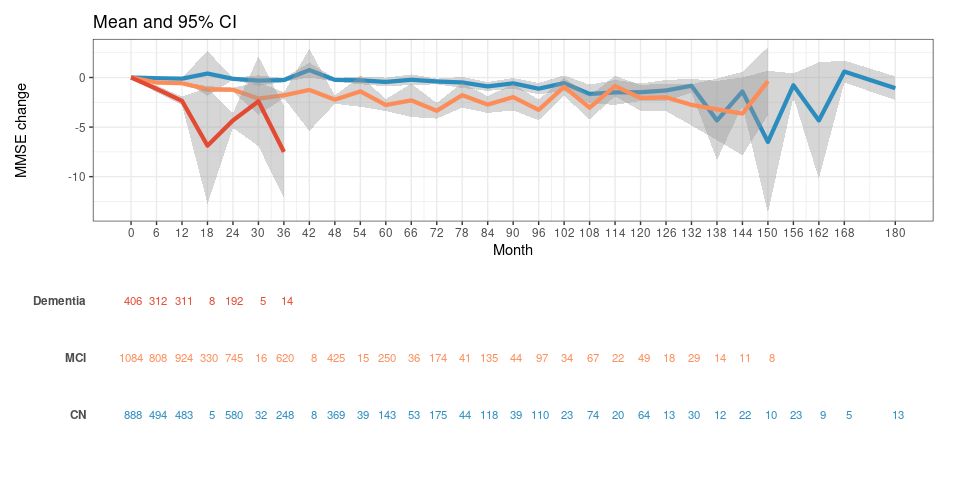 Mean and 95% CI
MMSE change
0
-5
-10
0 6 12 18 24 30 36 42 48 54 60 66 72 78 84 90 96 102 108 114 120 126 132 138 144 150 156 162 168 180
Month
Dementia 406 312 311 8 192 5 14
MCI 1084 808 924 330 745 16 620 8 425 15 250 36 174 41 135 44 97 34 67 22 49 18 29 14 11 8
CN 888 494 483 5 580 32 248 8 369 39 143 53 175 44 118 39 110 23 74 20 64 13 30 12 22 10 23 9 5 13